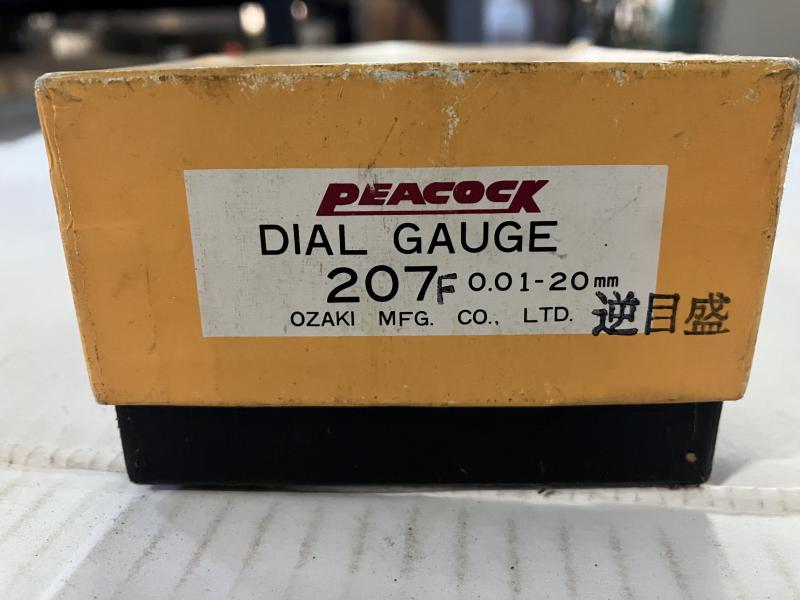 PEACOCK
DIAL GAUGE
207F 0.01-20mm
OZAKI MFG. CO., LTD. 逆目盛